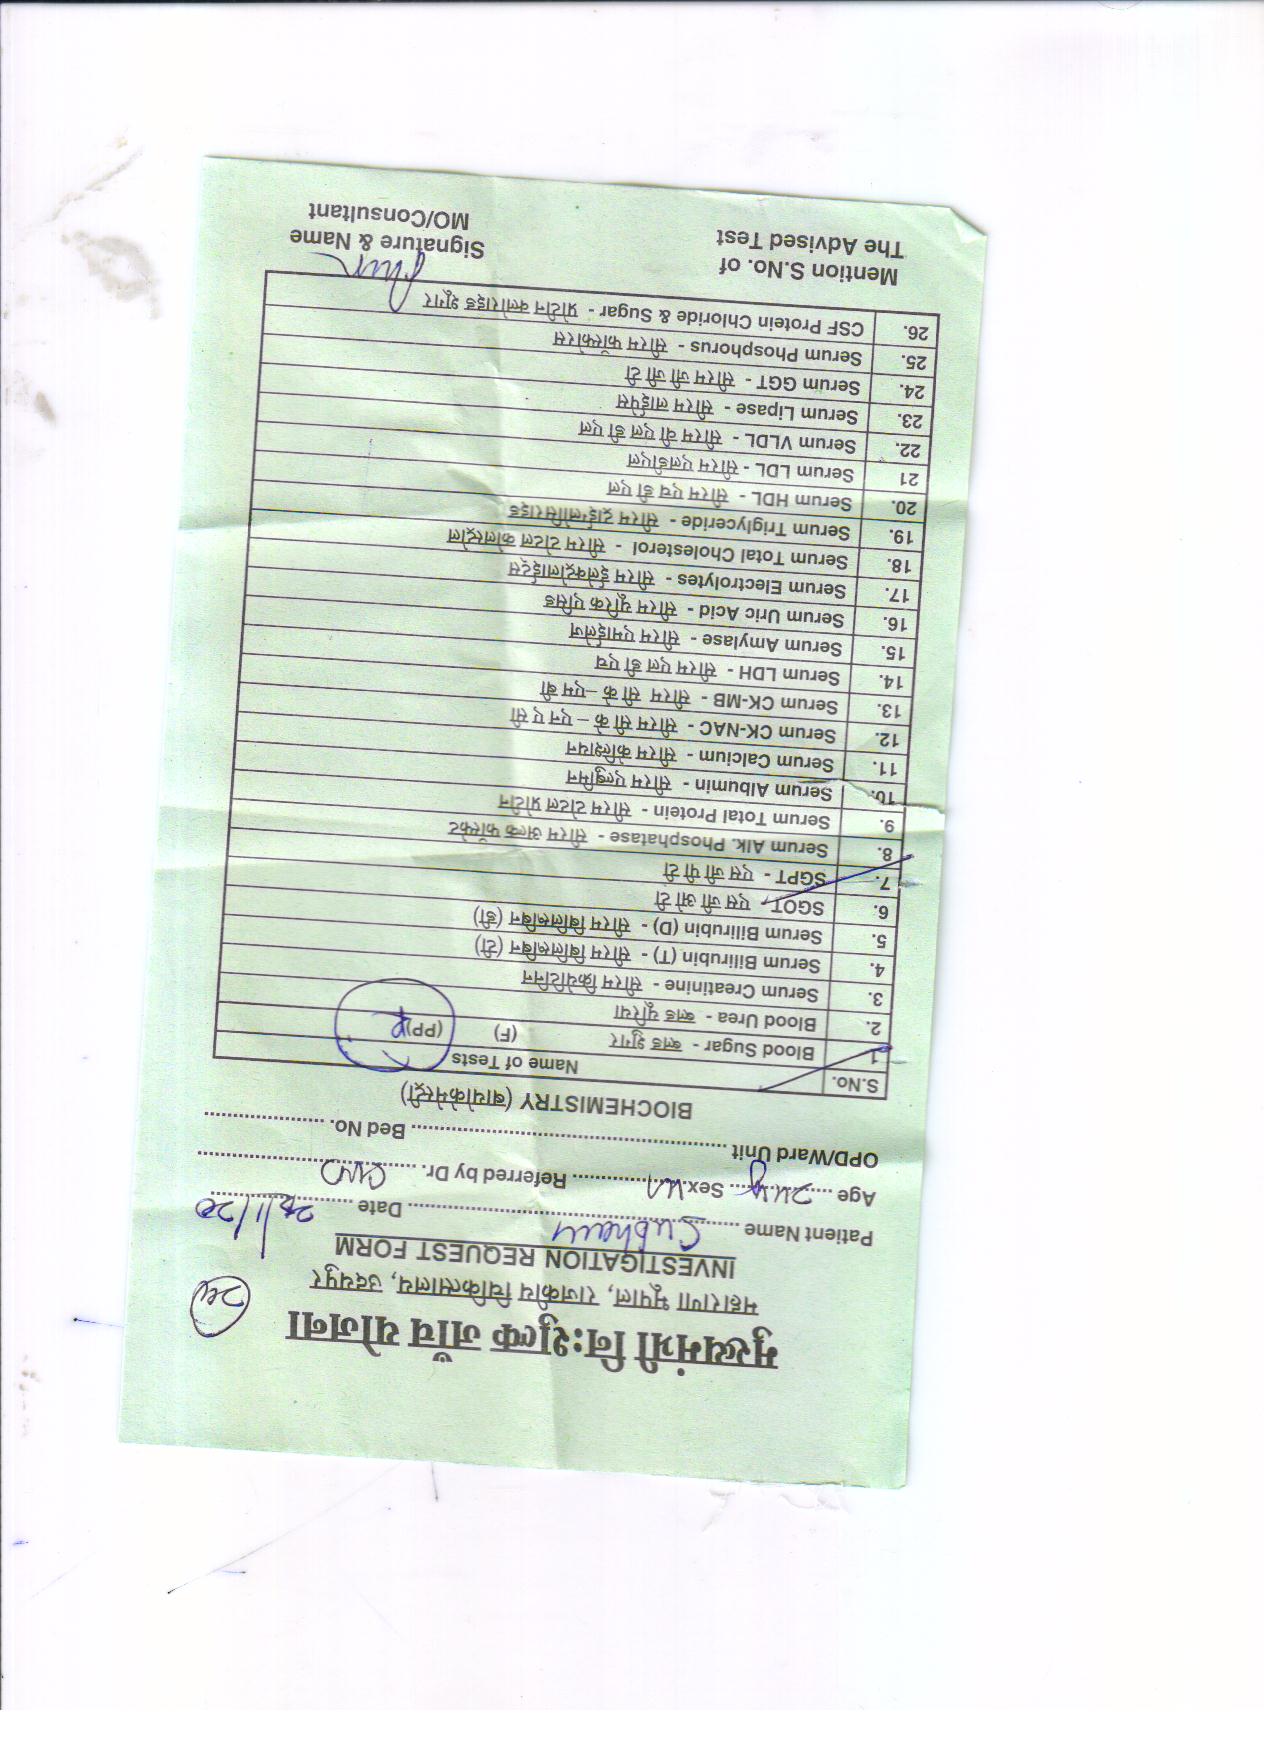 मुख्यमंत्री निःशुल्क जाँच योजना
महाराणा भूपाल, राजकीय चिकित्सालय, उदयपुर
INVESTIGATION REQUEST FORM
Patient Name ........ Date ........
Age ........ Sex ........ Referred by Dr. ........
OPD/Ward Unit ........ Bed No. ........
BIOCHEMISTRY (बायोकेमेस्ट्री)
S.No. Name of Tests
1. Blood Sugar - ब्लड शुगर (F) (PP)
2. Blood Urea - ब्लड यूरिया
3. Serum Creatinine - सीरम क्रियेटिनिन
4. Serum Bilirubin (T) - सीरम बिलिरूबिन (टी)
5. Serum Bilirubin (D) - सीरम बिलिरूबिन (डी)
6. SGOT एस जी ओ टी
7. SGPT - एस जी पी टी
8. Serum Alk. Phosphatase - सीरम अल्क फॉस्फेट
9. Serum Total Protein - सीरम टोटल प्रोटीन
10. Serum Albumin - सीरम एल्बुमिन
11. Serum Calcium - सीरम केल्शियम
12. Serum CK-NAC - सीरम सी के – एन ए सी
13. Serum CK-MB - सीरम सी के –एम बी
14. Serum LDH - सीरम एल डी एच
15. Serum Amylase - सीरम एमाईलेज
16. Serum Uric Acid - सीरम यूरिक एसिड
17. Serum Electrolytes - सीरम ईलेक्ट्रोलाईट्स
18. Serum Total Cholesterol - सीरम टोटल कोलस्ट्रोल
19. Serum Triglyceride - सीरम ट्राईग्लीसिराइड
20. Serum HDL - सीरम एच डी एल
21 Serum LDL - सीरम एलडीएल
22. Serum VLDL - सीरम वी एल डी एल
23. Serum Lipase - सीरम लाईपेस
24. Serum GGT - सीरम जी जी टी
25. Serum Phosphorus - सीरम फॉस्फोरस
26. CSF Protein Chloride & Sugar - प्रोटीन क्लोराइड शुगर
Mention S.No. of Signature & Name
The Advised Test MO/Consultant